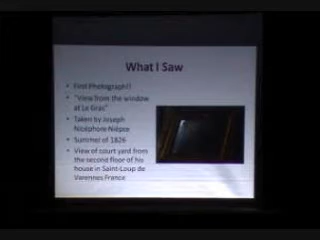 What I Saw
First Photograph!!
"View from the window
at Le Gras"
Taken by Joseph
Nicéphore Niépce
Summer of 1826
View of court yard from
the second floor of his
house in Saint-Loup de
Varennes France